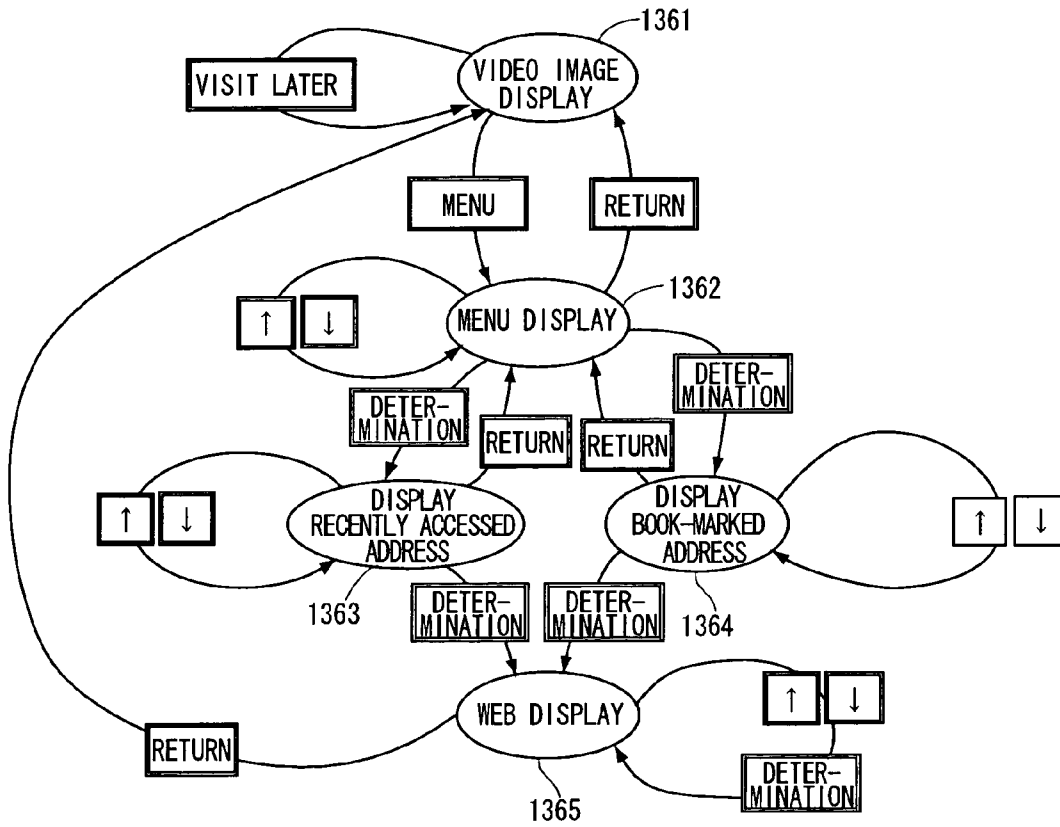 1361
VIDEO IMAGE
DISPLAY
VISIT LATER
MENU
RETURN
1362
MENU DISPLAY
↑ ↓
DETER-
MINATION
DETER-
MINATION
RETURN
RETURN
DISPLAY
RECENTLY ACCESSED
ADDRESS
DISPLAY
BOOK-MARKED
ADDRESS
↑ ↓
↑ ↓
1363
DETER-
MINATION
DETER-
MINATION
1364
WEB DISPLAY
↑ ↓
RETURN
DETER-
MINATION
1365